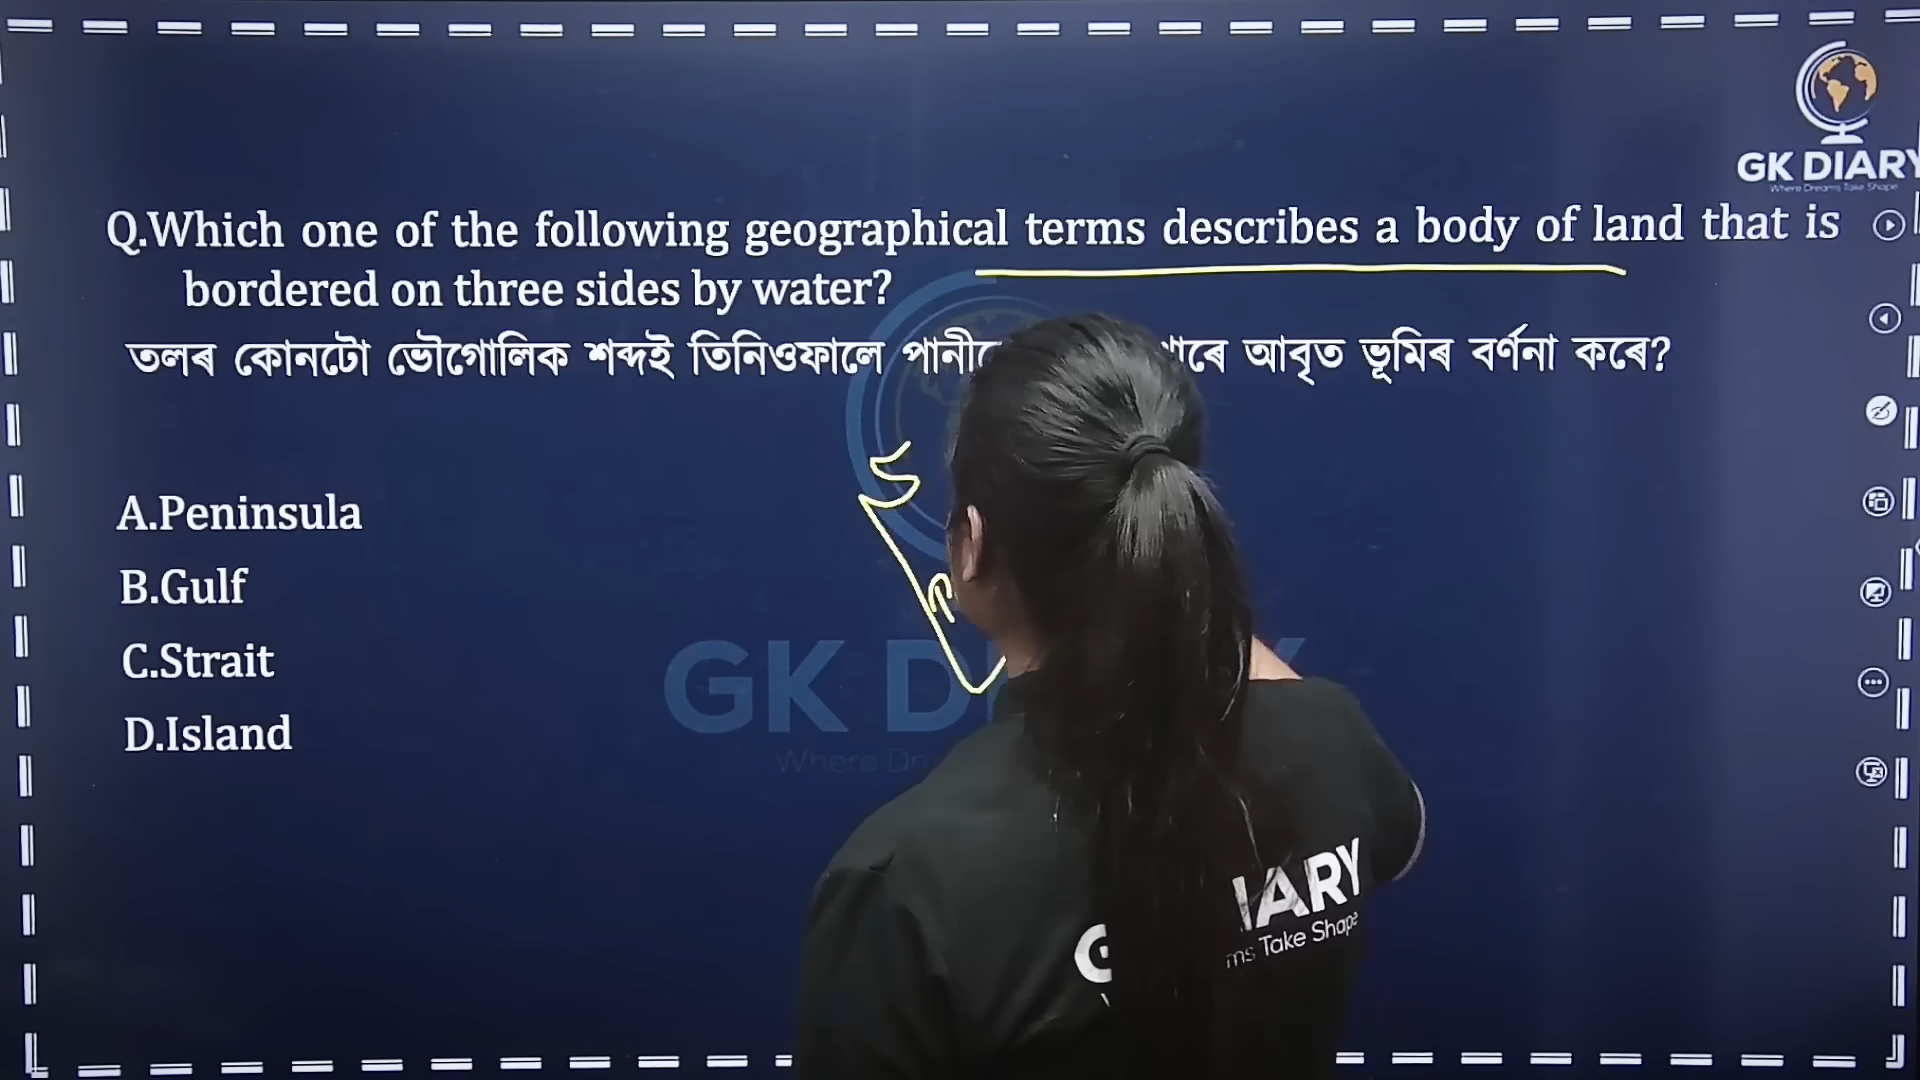 GK DIARY
Where Dreams Take Shape
Q.Which one of the following geographical terms describes a body of land that is
bordered on three sides by water?
তলৰ কোনটো ভৌগোলিক শব্দই তিনিওফালে আবৃত ভূমিৰ বৰ্ণনা কৰে?
A.Peninsula
B.Gulf
C.Strait
D.Island
GK
Where
IARY
Take Shape